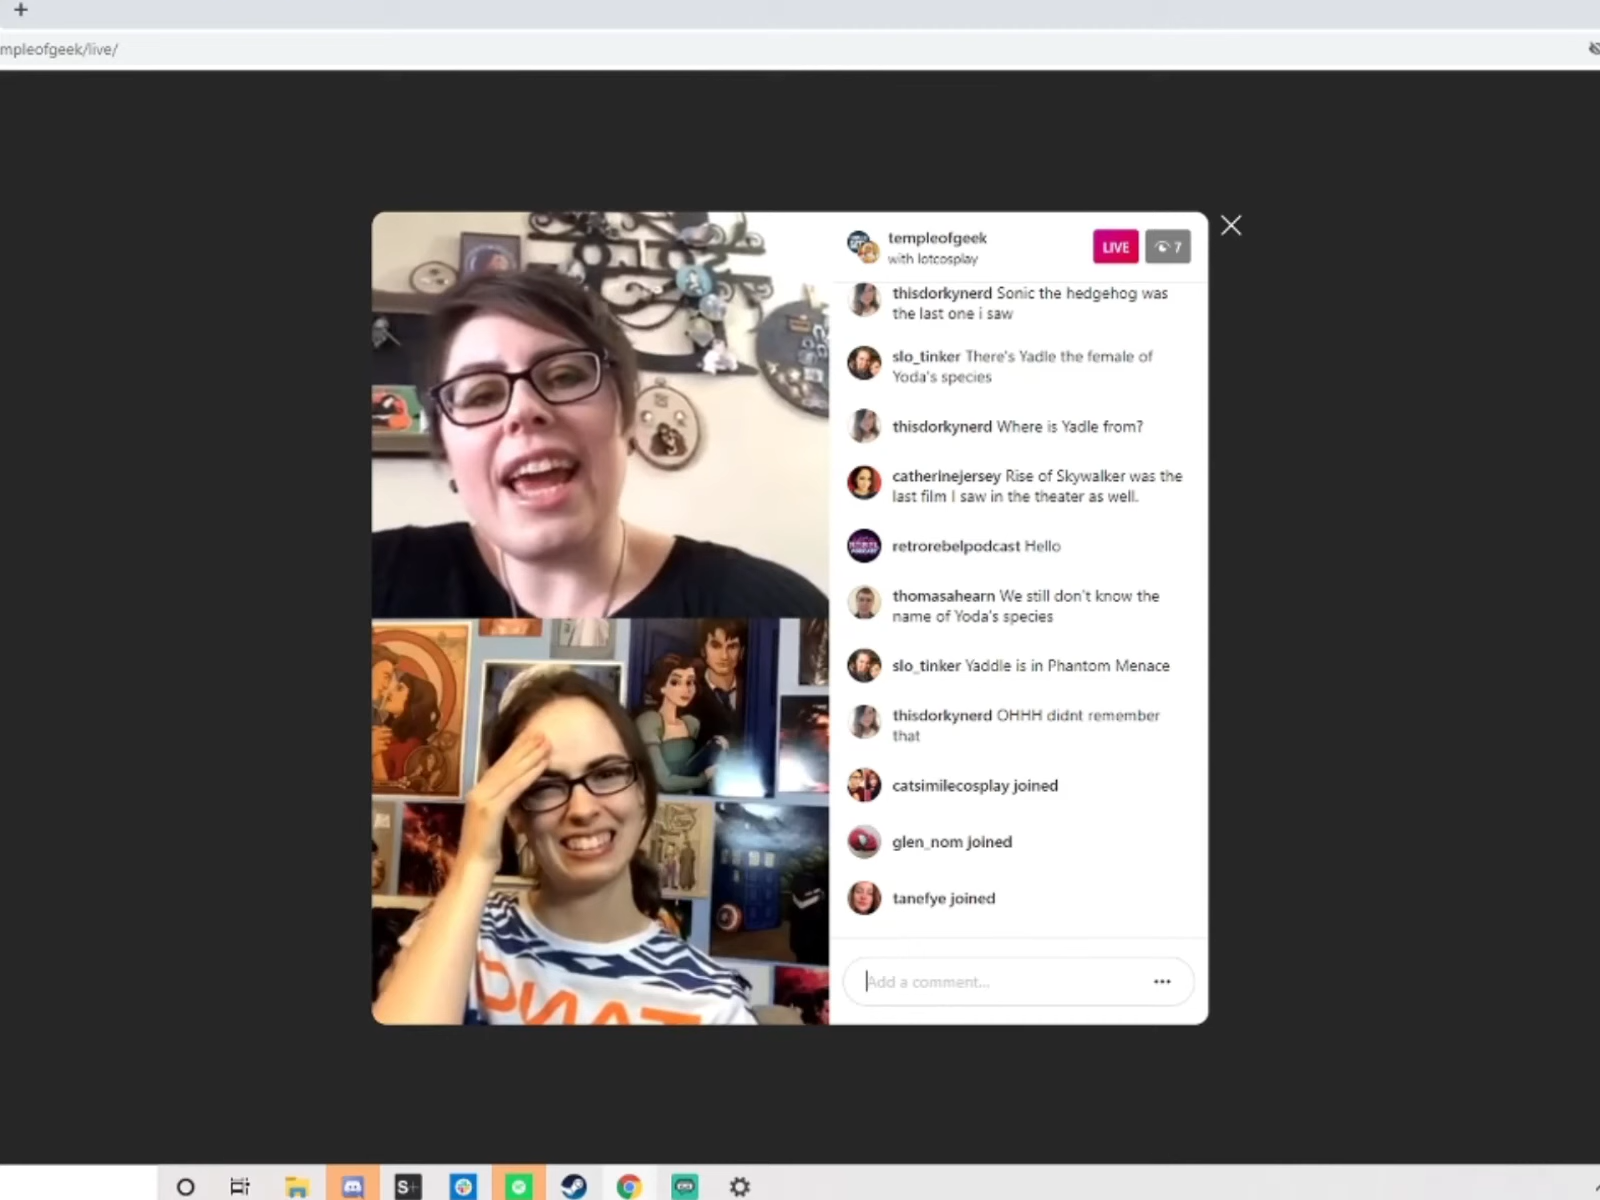 mpleofgeek/live/
templeofgeek
with lotcosplay
LIVE
7
thisdorkynerd Sonic the hedgehog was
the last one i saw
slo_tinker There's Yadle the female of
Yoda's species
thisdorkynerd Where is Yadle from?
catherinejersey Rise of Skywalker was the
last film I saw in the theater as well.
retrorebelpodcast Hello
thomasahearn We still don't know the
name of Yoda's species
slo_tinker Yaddle is in Phantom Menace
thisdorkynerd OHHH didnt remember
that
catsimilecosplay joined
glen_nom joined
tanefye joined
Add a comment...
S+